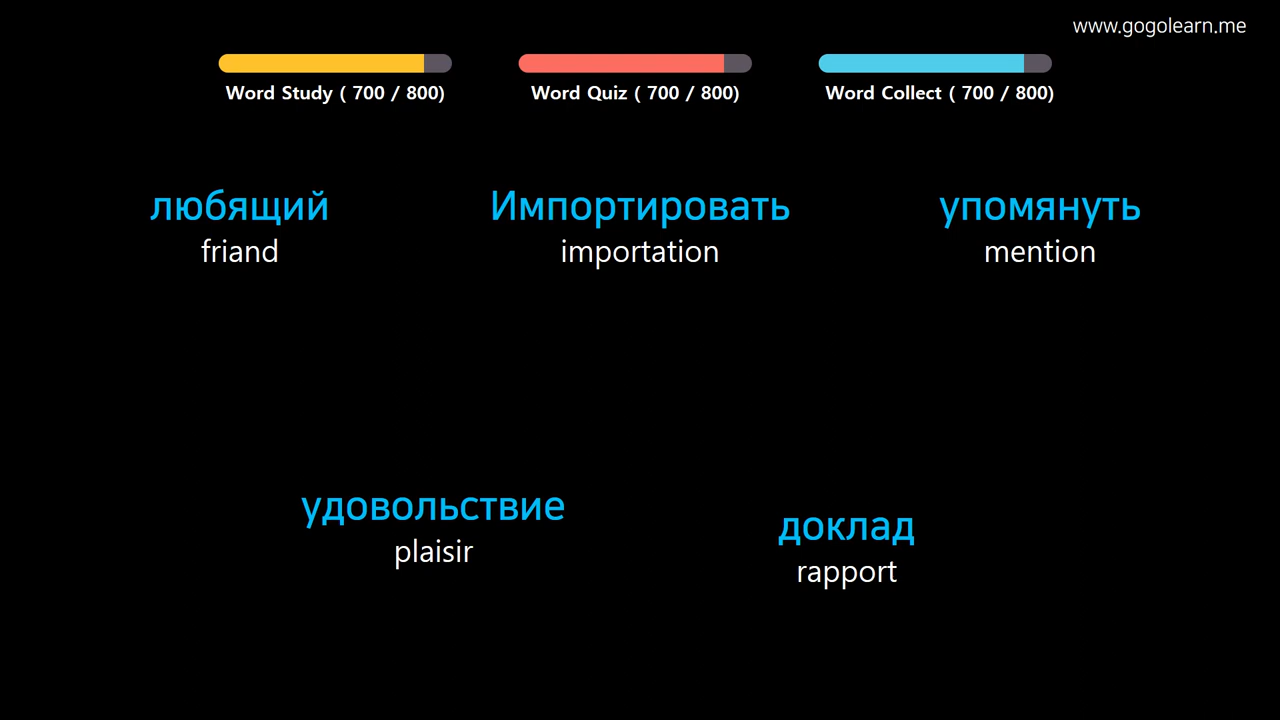 www.gogolearn.me
Word Study ( 700 / 800)
Word Quiz ( 700 / 800)
Word Collect ( 700 / 800)
любящий
friand
Импортировать
importation
упомянуть
mention
удовольствие
plaisir
доклад
rapport